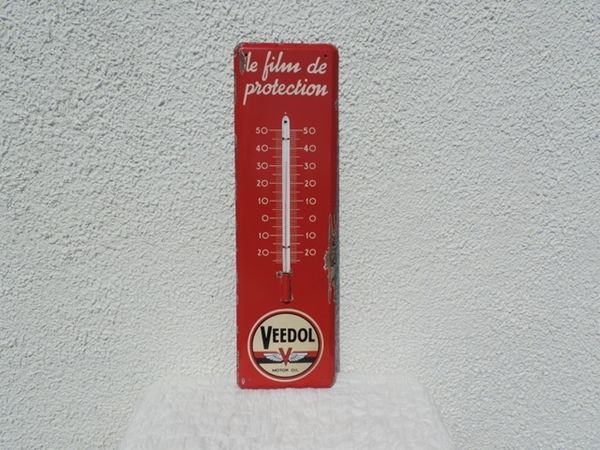 le film de
protection
50 50
40 40
30 30
20 20
10 10
0 0
10 10
20 20
VEEDOL
MOTOR OIL